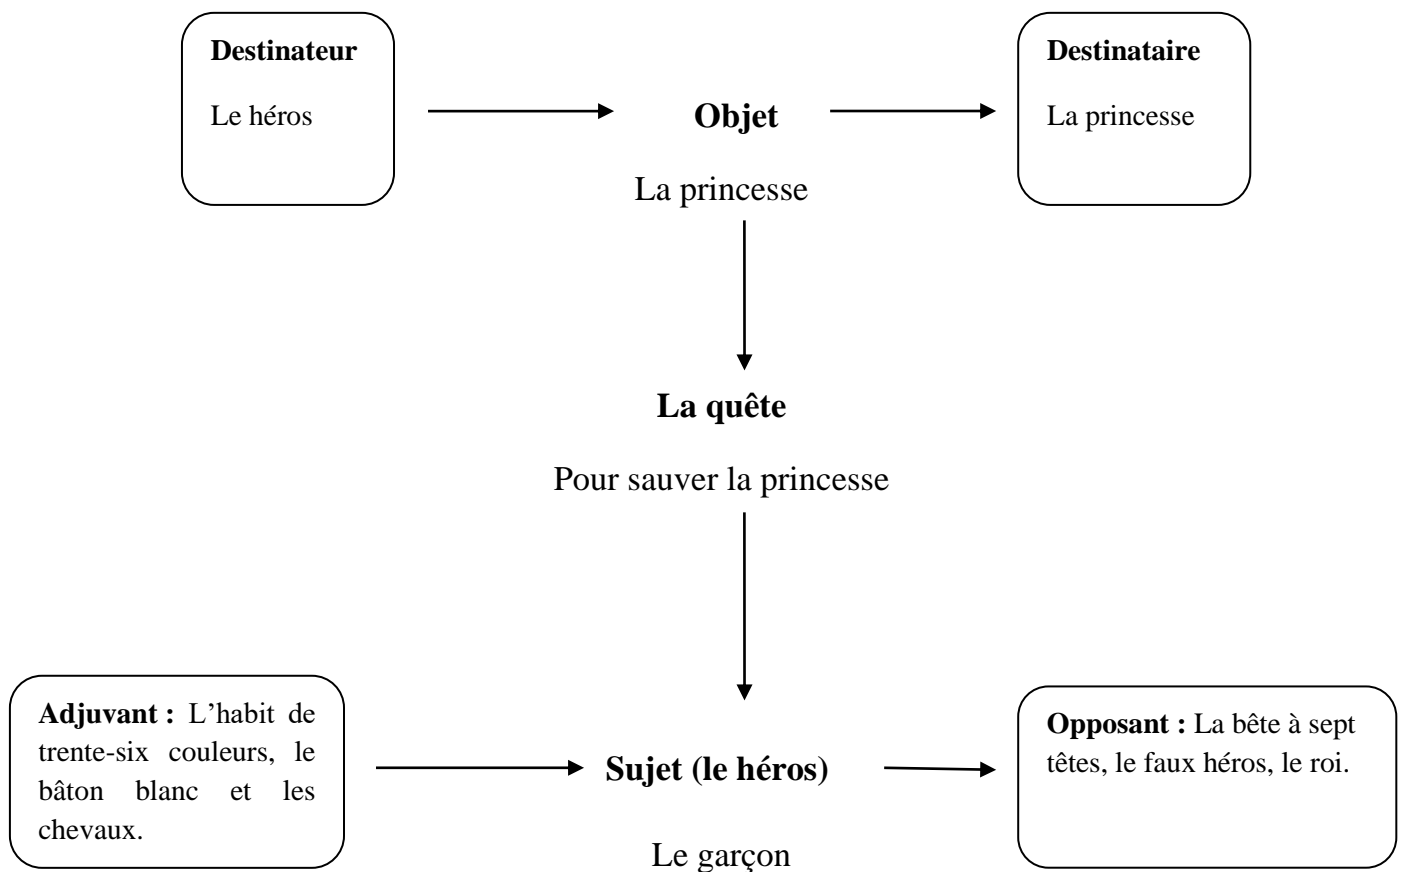 Destinateur
Le héros
Objet
La princesse
Destinataire
La princesse
La quête
Pour sauver la princesse
Adjuvant : L'habit de
trente-six couleurs, le
bâton blanc et les
chevaux.
Sujet (le héros)
Le garçon
Opposant : La bête à sept
têtes, le faux héros, le roi.